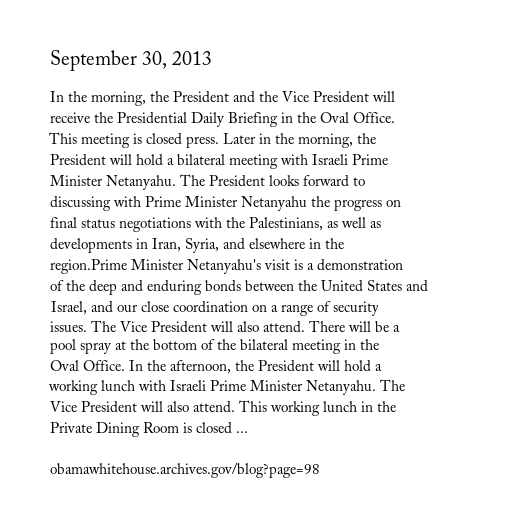 September 30, 2013
In the morning, the President and the Vice President will
receive the Presidential Daily Briefing in the Oval Office.
This meeting is closed press. Later in the morning, the
President will hold a bilateral meeting with Israeli Prime
Minister Netanyahu. The President looks forward to
discussing with Prime Minister Netanyahu the progress on
final status negotiations with the Palestinians, as well as
developments in Iran, Syria, and elsewhere in the
region.Prime Minister Netanyahu's visit is a demonstration
of the deep and enduring bonds between the United States and
Israel, and our close coordination on a range of security
issues. The Vice President will also attend. There will be a
pool spray at the bottom of the bilateral meeting in the
Oval Office. In the afternoon, the President will hold a
working lunch with Israeli Prime Minister Netanyahu. The
Vice President will also attend. This working lunch in the
Private Dining Room is closed ...
obamawhitehouse.archives.gov/blog?page=98